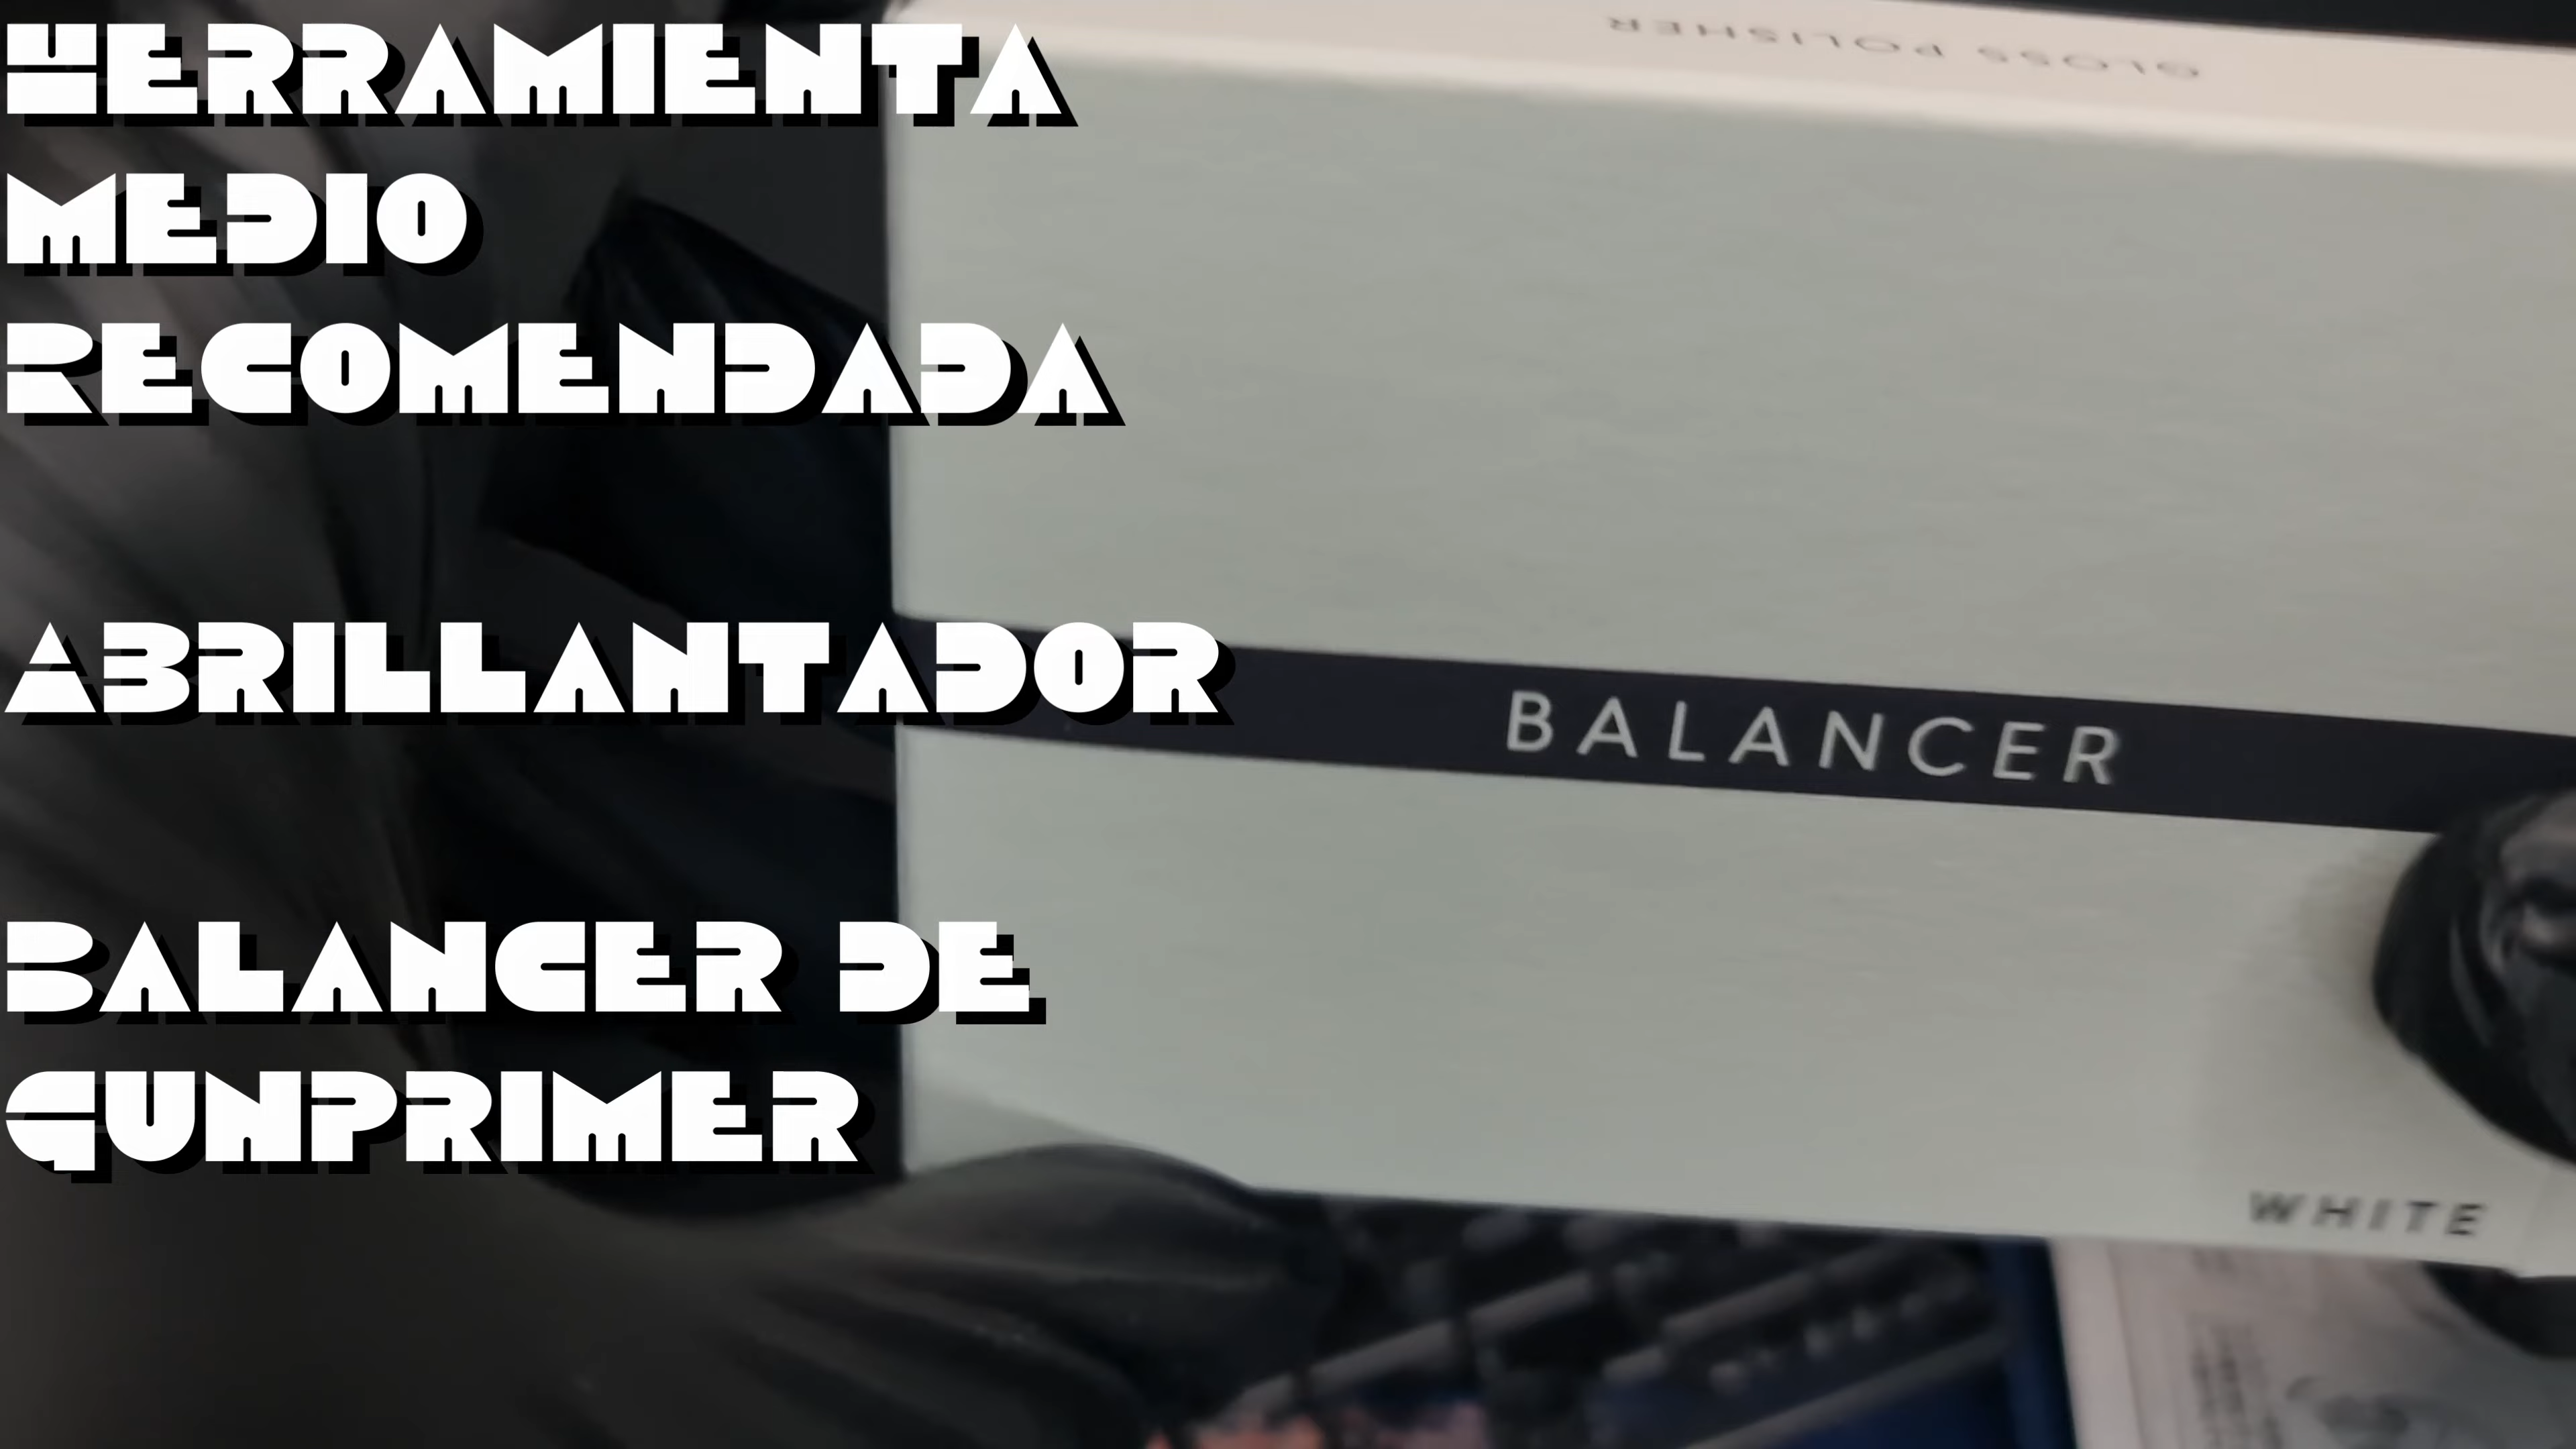 HERRAMIENTA
MEDIO
RECOMENDADA
ABRILLANTADOR
BALANCER DE
GUNPRIMER
GLOSS POLISHER
BALANCER
WHITE